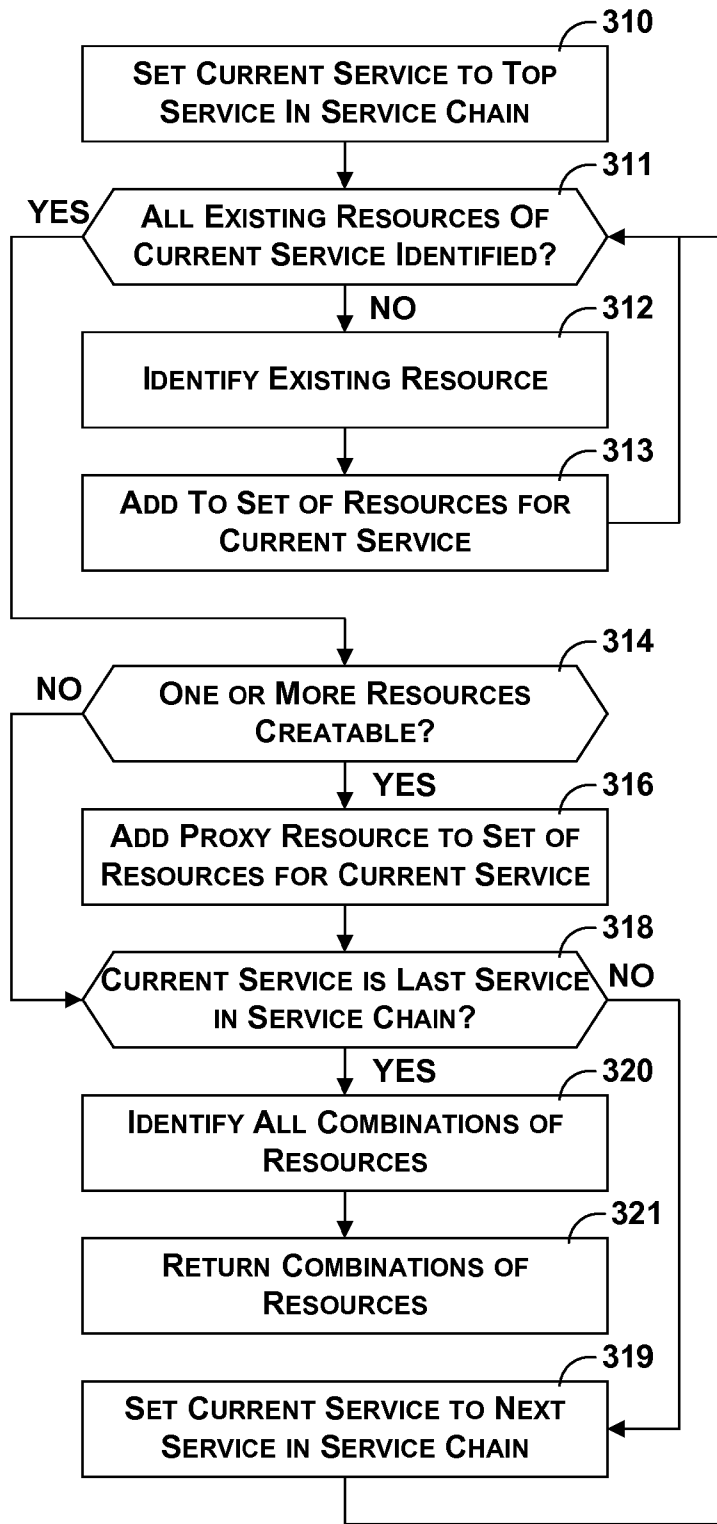 310
SET CURRENT SERVICE TO TOP
SERVICE IN SERVICE CHAIN
311
YES
ALL EXISTING RESOURCES OF
CURRENT SERVICE IDENTIFIED?
NO
312
IDENTIFY EXISTING RESOURCE
313
ADD TO SET OF RESOURCES FOR
CURRENT SERVICE
314
NO
ONE OR MORE RESOURCES
CREATABLE?
YES
316
ADD PROXY RESOURCE TO SET OF
RESOURCES FOR CURRENT SERVICE
318
CURRENT SERVICE IS LAST SERVICE
IN SERVICE CHAIN?
NO
YES
320
IDENTIFY ALL COMBINATIONS OF
RESOURCES
321
RETURN COMBINATIONS OF
RESOURCES
319
SET CURRENT SERVICE TO NEXT
SERVICE IN SERVICE CHAIN